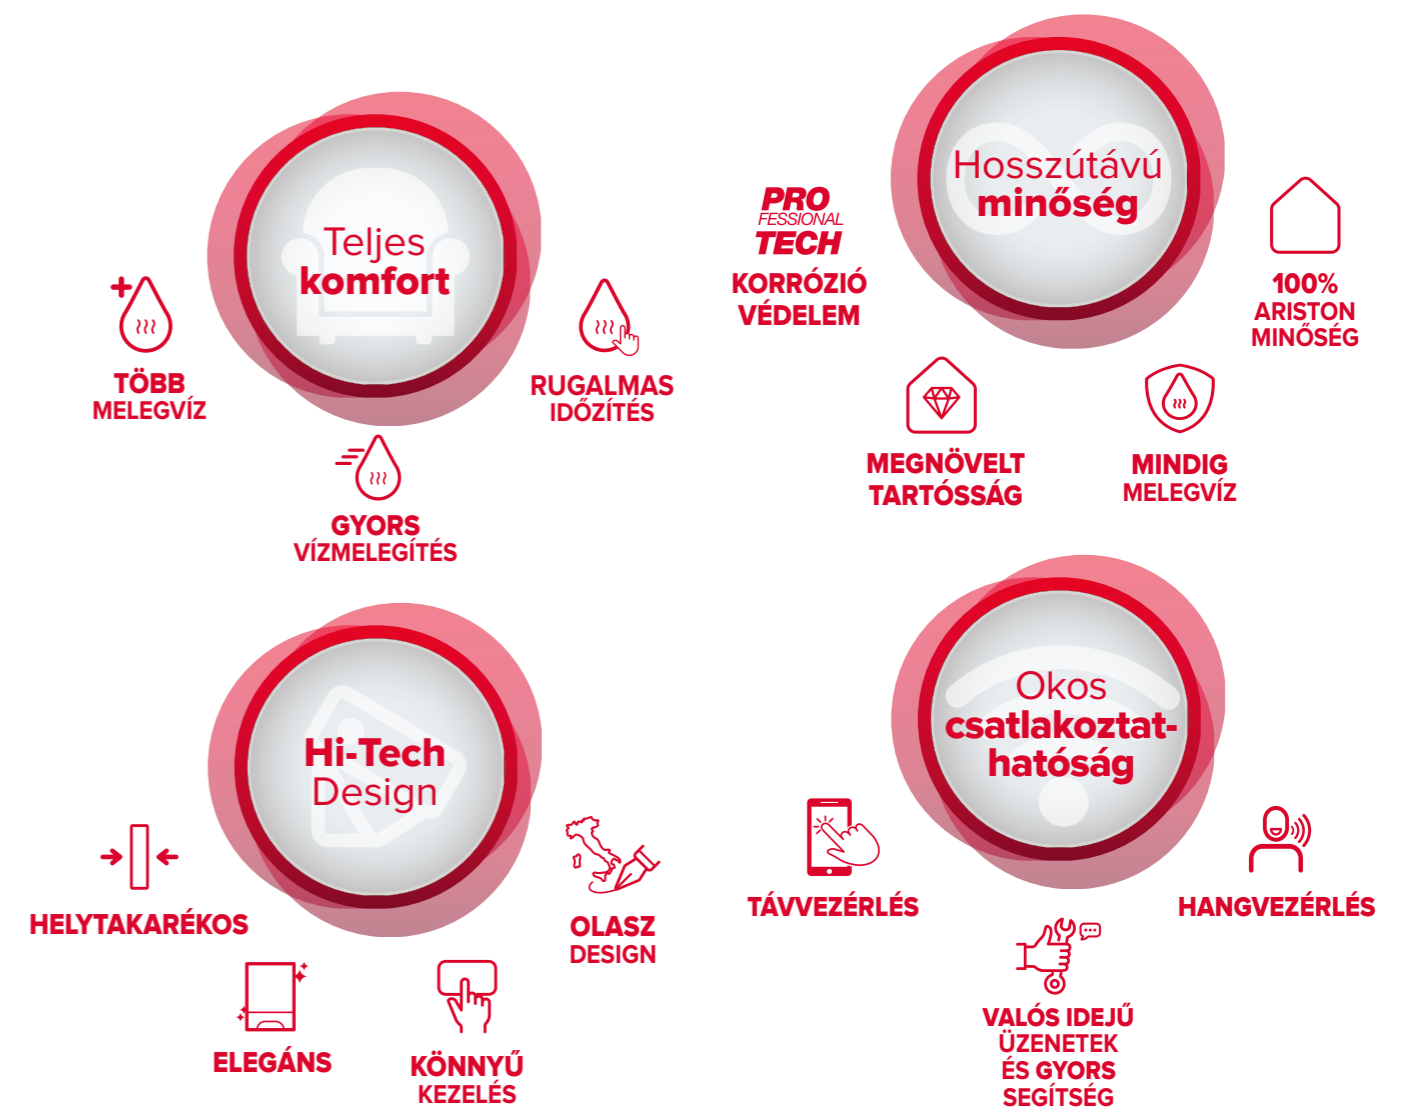 Teljes
komfort
TÖBB
MELEGVÍZ
GYORS
VÍZMELEGÍTÉS
RUGALMAS
IDŐZÍTÉS
Hosszútávú
minőség
PRO
FESSIONAL
TECH
KORRÓZIÓ
VÉDELEM
MEGNÖVELT
TARTÓSSÁG
MINDIG
MELEGVÍZ
100%
ARISTON
MINŐSÉG
Hi-Tech
Design
HELYTAKARÉKOS
ELEGÁNS
KÖNNYŰ
KEZELÉS
OLASZ
DESIGN
Okos
csatlakoztat-
hatóság
TÁVVEZÉRLÉS
VALÓS IDEJŰ
ÜZENETEK
ÉS GYORS
SEGÍTSÉG
HANGVEZÉRLÉS